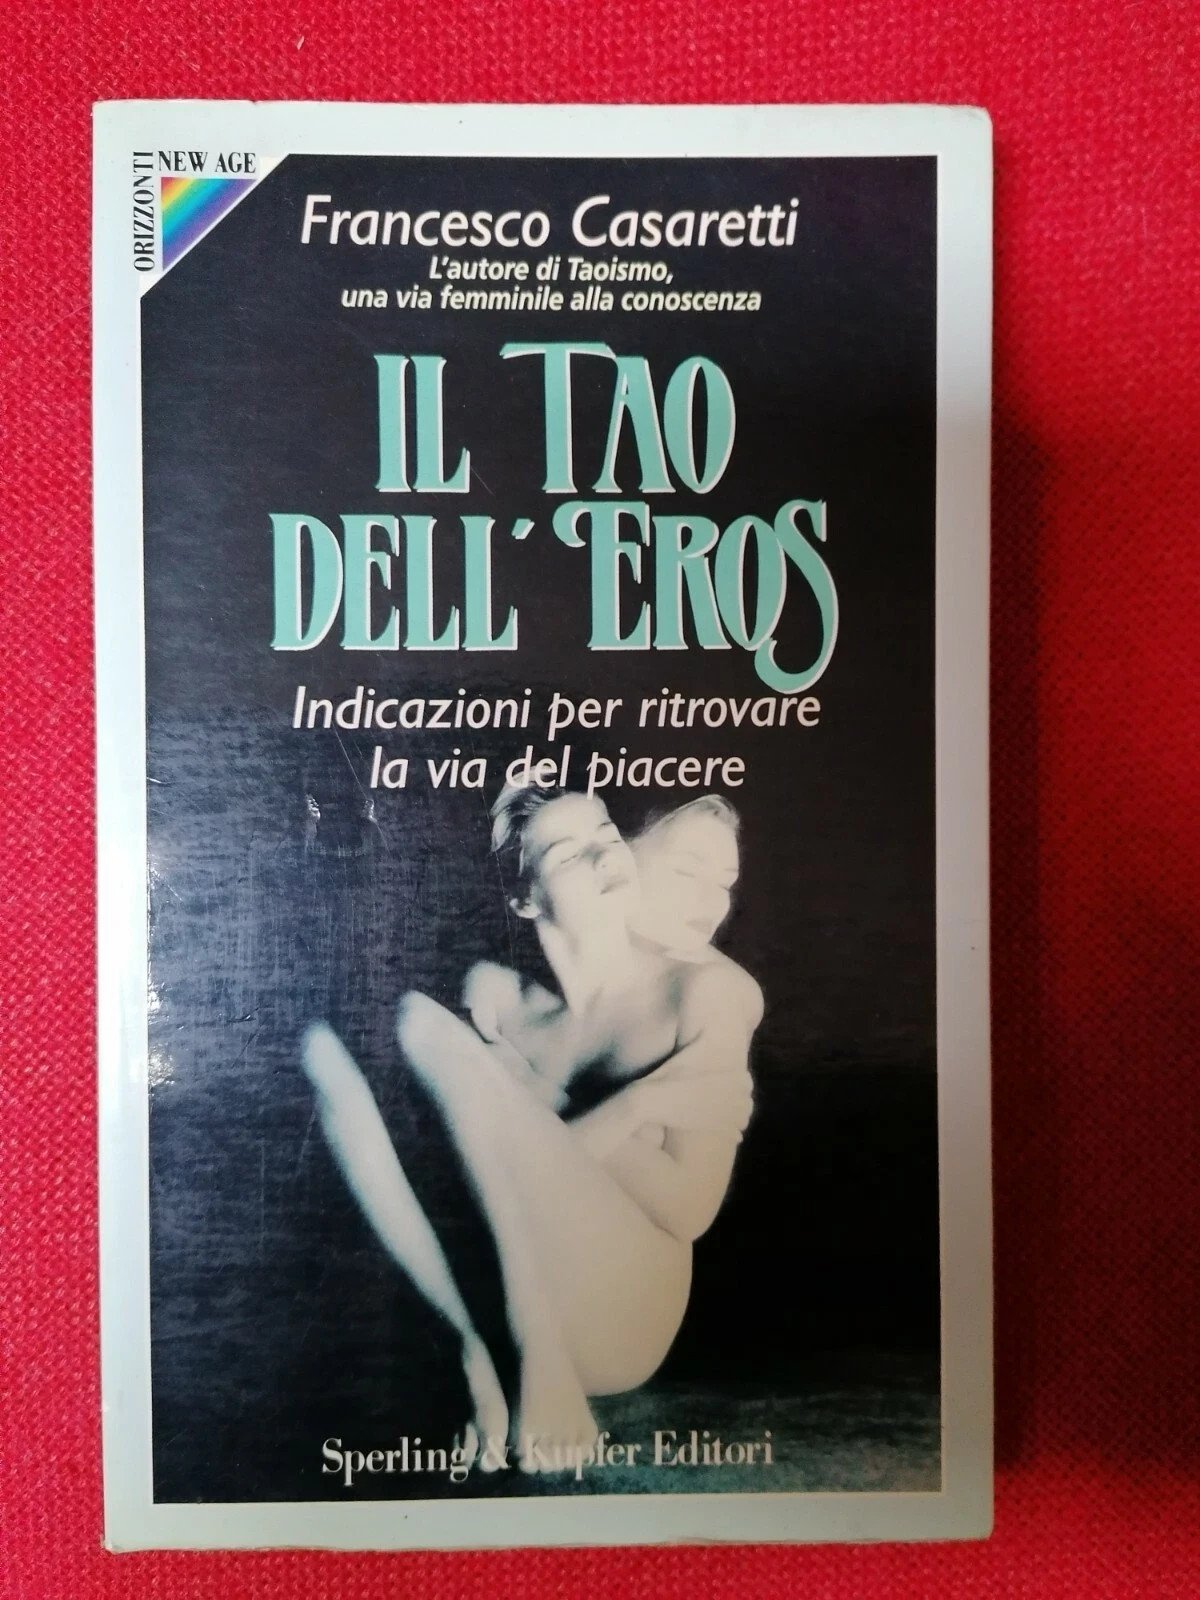 ORIZZONTI
NEW AGE
Francesco Casaretti
L'autore di Taoismo,
una via femminile alla conoscenza
IL TAO
DELL'EROS
Indicazioni per ritrovare
la via del piacere
Sperling & Kupfer Editori